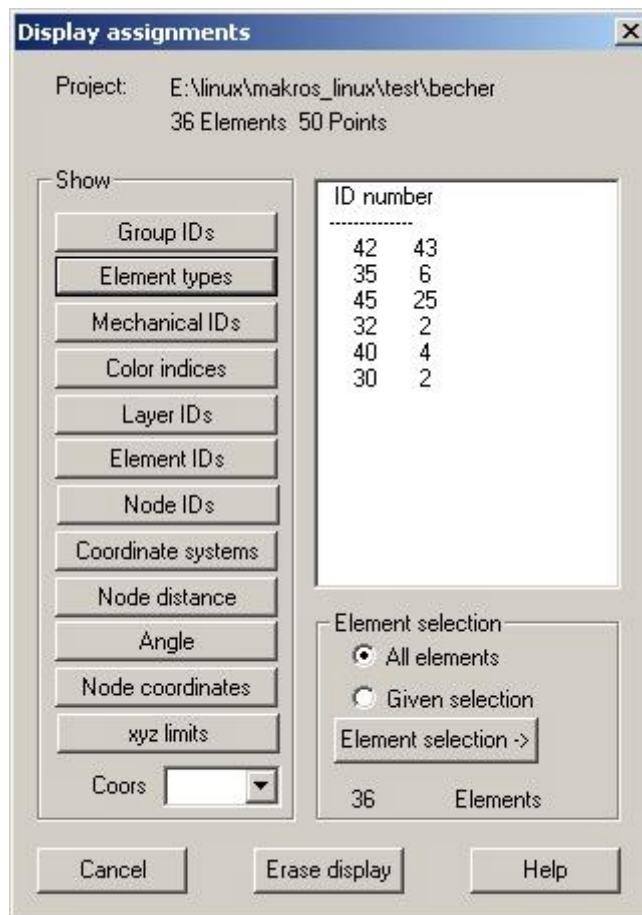 Display assignments
Project: E:\linux\makros_linux\test\becher
36 Elements 50 Points
Show
Group IDs
Element types
Mechanical IDs
Color indices
Layer IDs
Element IDs
Node IDs
Coordinate systems
Node distance
Angle
Node coordinates
xyz limits
Coors
ID number
-------------
42 43
35 6
45 25
32 2
40 4
30 2
Element selection
All elements
Given selection
Element selection ->
36 Elements
Cancel
Erase display
Help